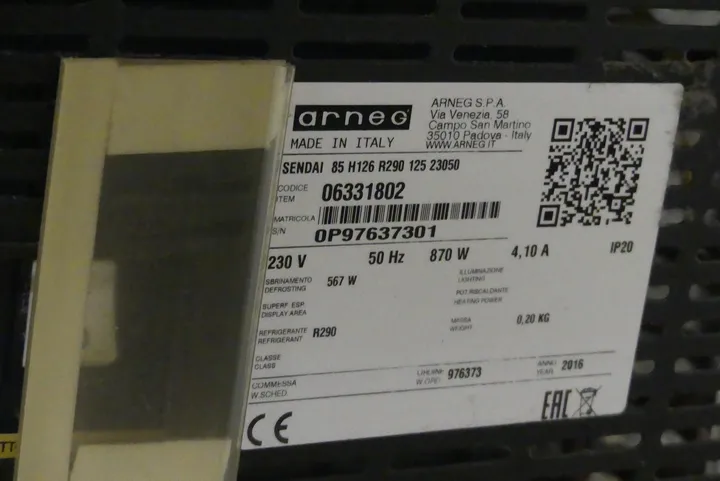 arneg
ARNEG S.P.A.
Via Venezia, 58
Campo San Martino
35010 Padova - Italy
WWW.ARNEG.IT
MADE IN ITALY
SENDAI 85 H126 R290 125 23050
CODICE
ITEM
06331802
MATRICOLA
S/N
0P97637301
230 V 50 Hz 870 W 4,10 A IP20
SBRINAMENTO
DEFROSTING
567 W
ILLUMINAZIONE
LIGHTING
SUPERF ESP.
DISPLAY AREA
POT RISCALDANTE
HEATING POWER
REFRIGERANTE
REFRIGERANT
R290
MASSA
WEIGHT
0,20 KG
CLASSE
CLASS
COMMESSA
W.SCHED
W.ORD.
976373
ANNO
YEAR
2016
CE
EAC
TT